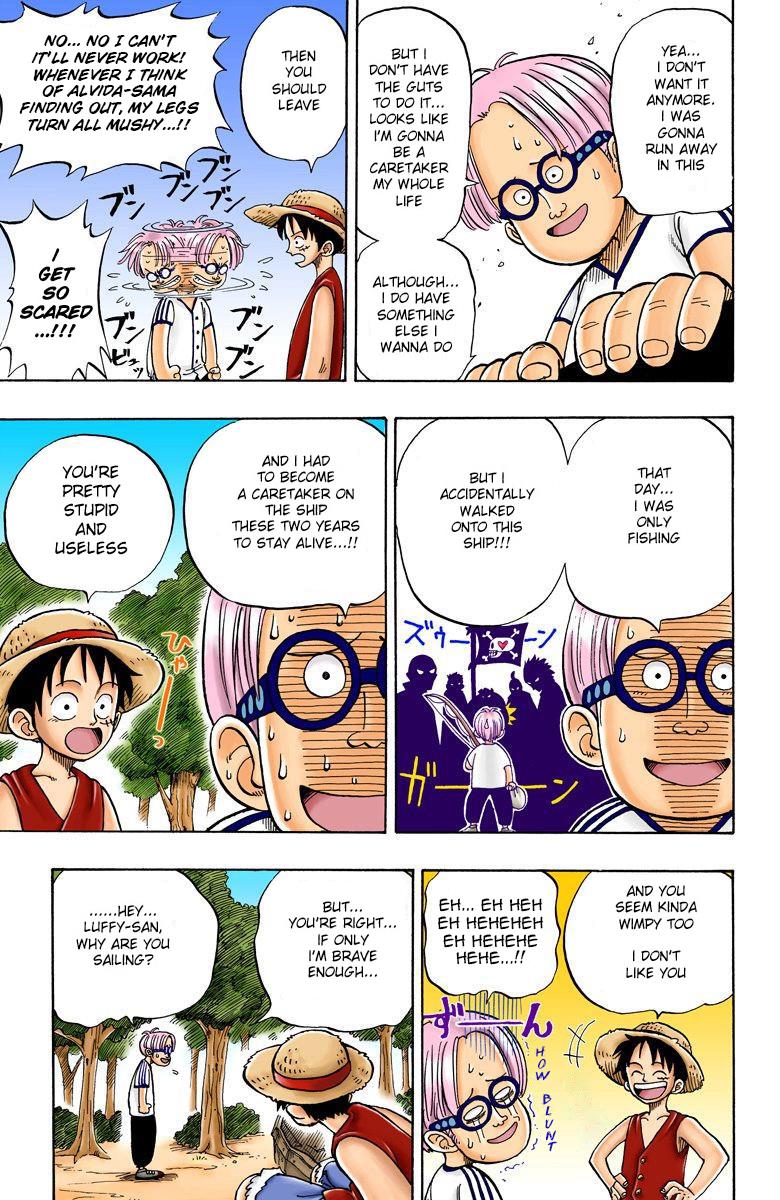 YEA...
I DON'T
WANT IT
ANYMORE.
I WAS
GONNA
RUN AWAY
IN THIS
BUT I
DON'T HAVE
THE GUTS
TO DO IT...
LOOKS LIKE
I'M GONNA
BE A
CARETAKER
MY WHOLE
LIFE
ALTHOUGH...
I DO HAVE
SOMETHING
ELSE I
WANNA DO
THEN
YOU
SHOULD
LEAVE
NO... NO I CAN'T
IT'LL NEVER WORK!
WHENEVER I THINK
OF ALVIDA-SAMA
FINDING OUT, MY LEGS
TURN ALL MUSHY...!!
ブン
ブン
ブン
ブン
ブン
ビュッ
I
GET
SO
SCARED
...!!!
THAT
DAY...
I WAS
ONLY
FISHING
BUT I
ACCIDENTALLY
WALKED
ONTO THIS
SHIP!!!
ズゥーーン
ガーーーン
AND I HAD
TO BECOME
A CARETAKER ON
THE SHIP
THESE TWO YEARS
TO STAY ALIVE...!!
YOU'RE
PRETTY
STUPID
AND
USELESS
ひゃーーっ
AND YOU
SEEM KINDA
WIMPY TOO
I DON'T
LIKE YOU
EH... EH HEH
EH HEHEHEH
EH HEHEHE
HEHE...!!
ずーーん
HOW BLUNT
BUT...
YOU'RE RIGHT...
IF ONLY
I'M BRAVE
ENOUGH...
......HEY...
LUFFY-SAN,
WHY ARE YOU
SAILING?